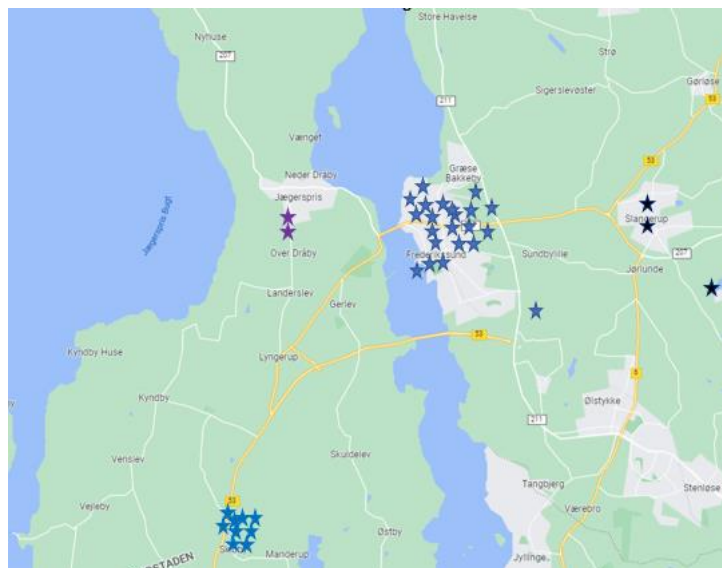 Store Havelse
Nyhuse
207
Strø
Gørløse
211
Sigerslevøster
53
Vænget
53
Græse
Bakkeby
Neder Dråby
Jægerspris
Slangerup
Jægerspris Bugt
Over Dråby
Frederikssund
Sundbylille
207
Jørlunde
Landerslev
Gerlev
53
Kyndby Huse
Lyngerup
6
Kyndby
Ølstykke
211
Skuldelev
Venslev
Tangbjerg
Stenløse
Vejleby
53
Værebro
Østby
Manderup
Jyllinge